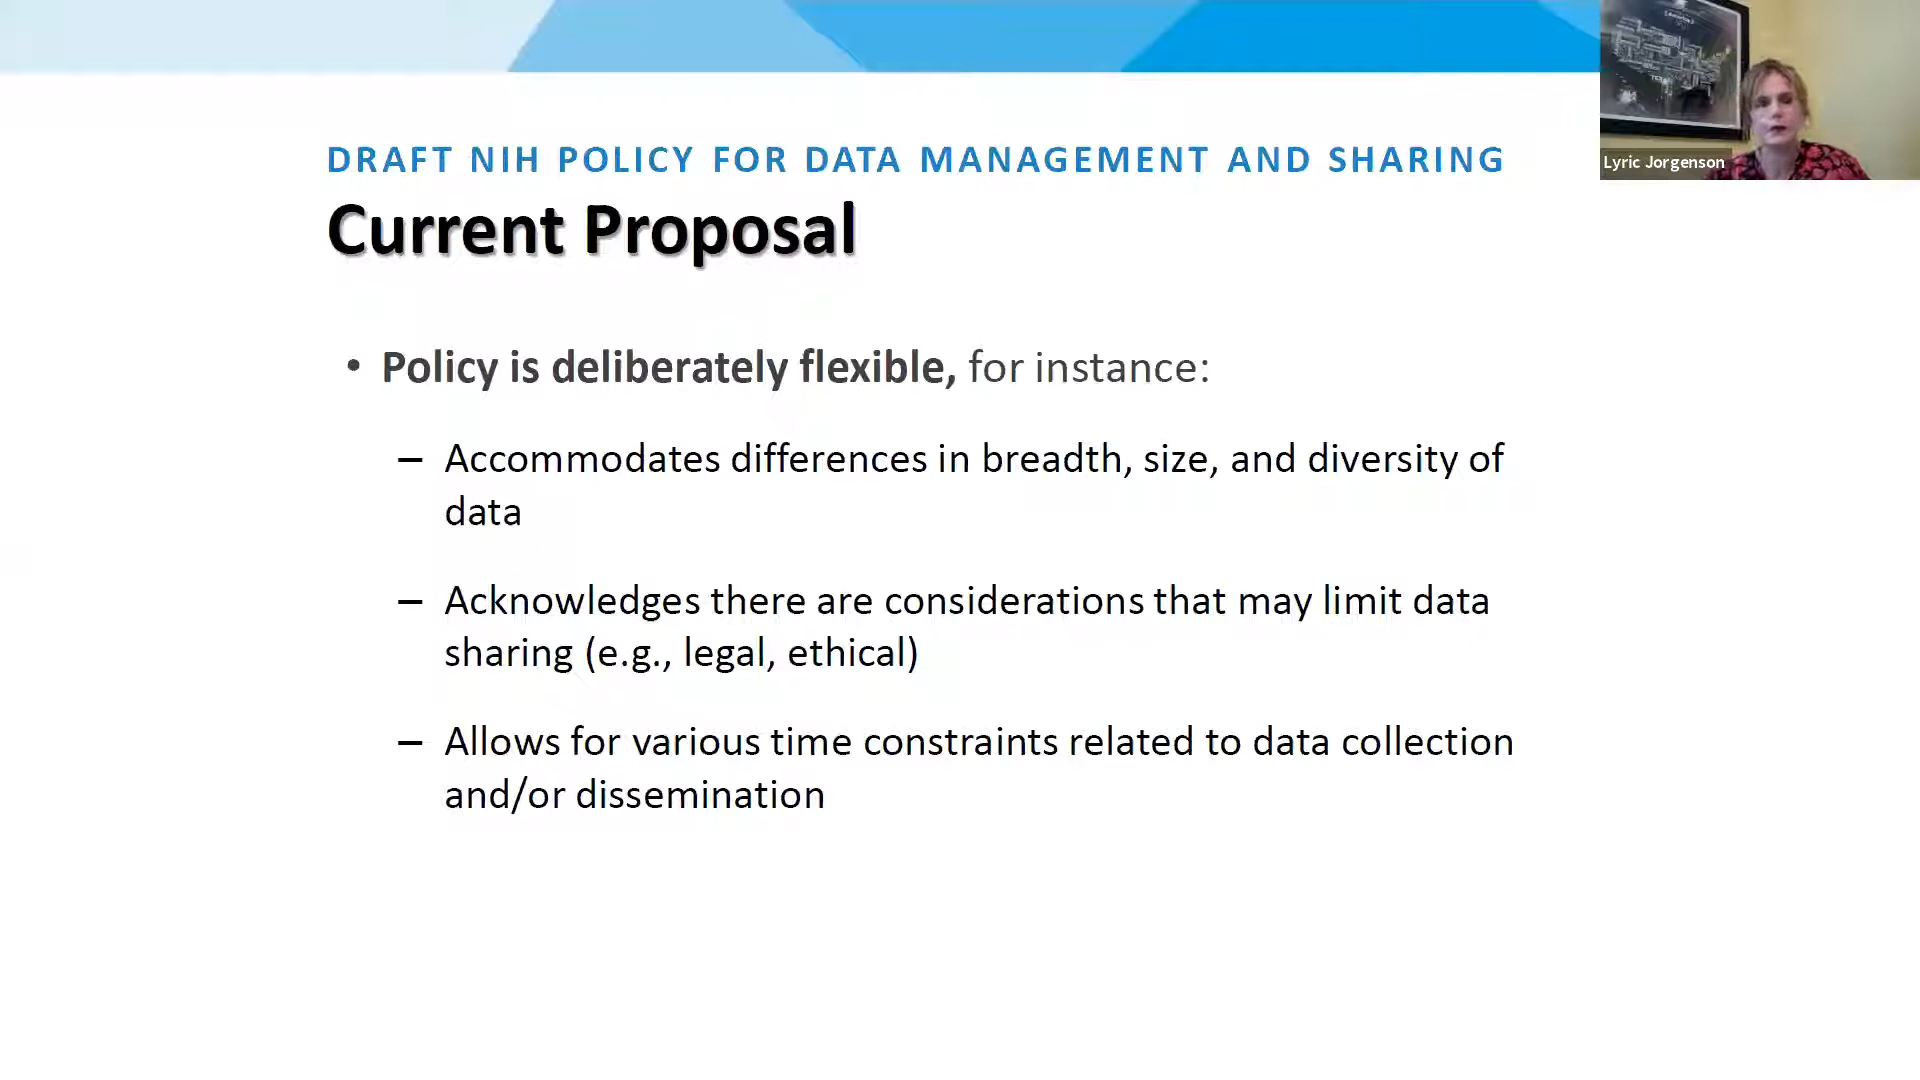 DRAFT NIH POLICY FOR DATA MANAGEMENT AND SHARING
Current Proposal
Lyric Jorgenson
• Policy is deliberately flexible, for instance:
– Accommodates differences in breadth, size, and diversity of
data
– Acknowledges there are considerations that may limit data
sharing (e.g., legal, ethical)
– Allows for various time constraints related to data collection
and/or dissemination